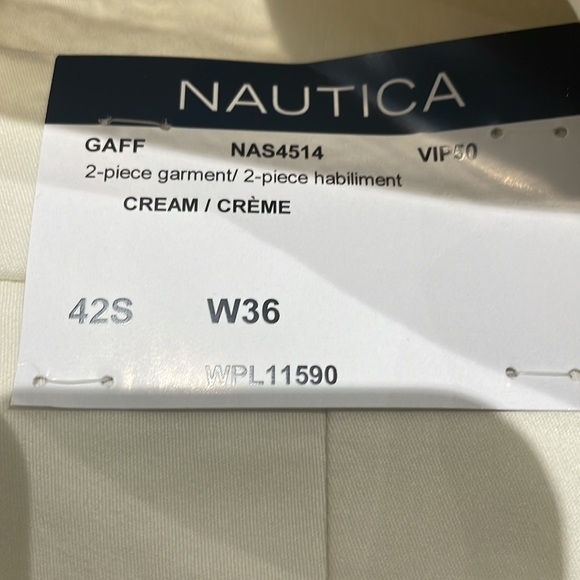 NAUTICA
GAFF NAS4514 VIP50
2-piece garment/ 2-piece habiliment
CREAM / CRÈME
42S W36
WPL11590